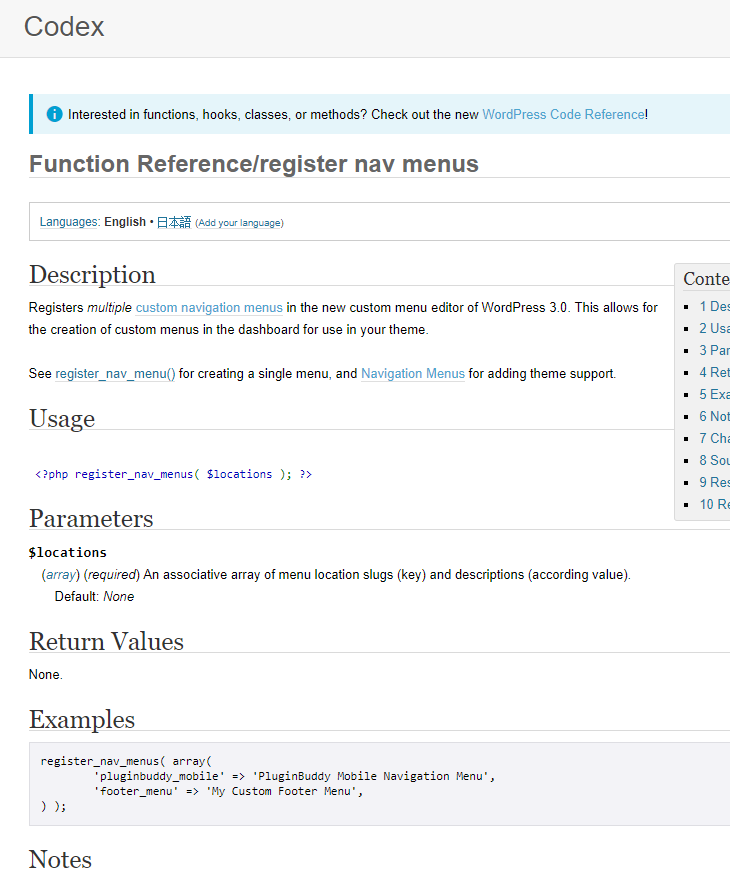 Codex
Interested in functions, hooks, classes, or methods? Check out the new WordPress Code Reference!
Function Reference/register nav menus
Languages: English • 日本語 (Add your language)
Description
Registers multiple custom navigation menus in the new custom menu editor of WordPress 3.0. This allows for
the creation of custom menus in the dashboard for use in your theme.
See register_nav_menu() for creating a single menu, and Navigation Menus for adding theme support.
Conte
1 Des
2 Usa
3 Par
4 Ret
5 Exa
6 Not
7 Cha
8 Sou
9 Res
10 Re
Usage
<?php register_nav_menus( $locations ); ?>
Parameters
$locations
(array) (required) An associative array of menu location slugs (key) and descriptions (according value).
Default: None
Return Values
None.
Examples
register_nav_menus( array(
'pluginbuddy_mobile' => 'PluginBuddy Mobile Navigation Menu',
'footer_menu' => 'My Custom Footer Menu',
) );
Notes